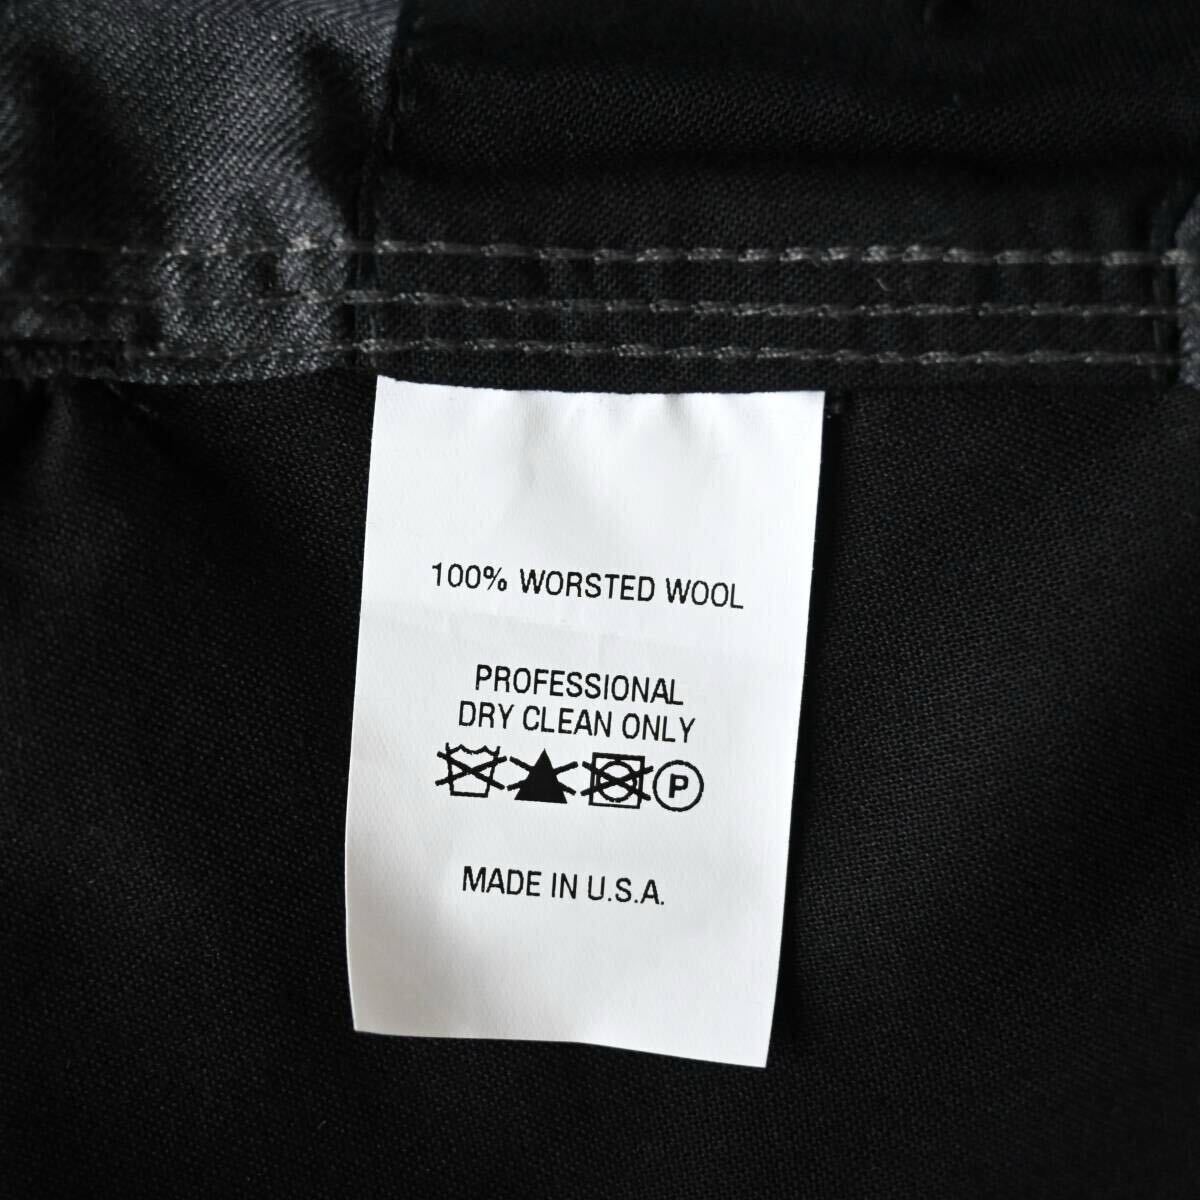 100% WORSTED WOOL
PROFESSIONAL
DRY CLEAN ONLY
P
MADE IN U.S.A.